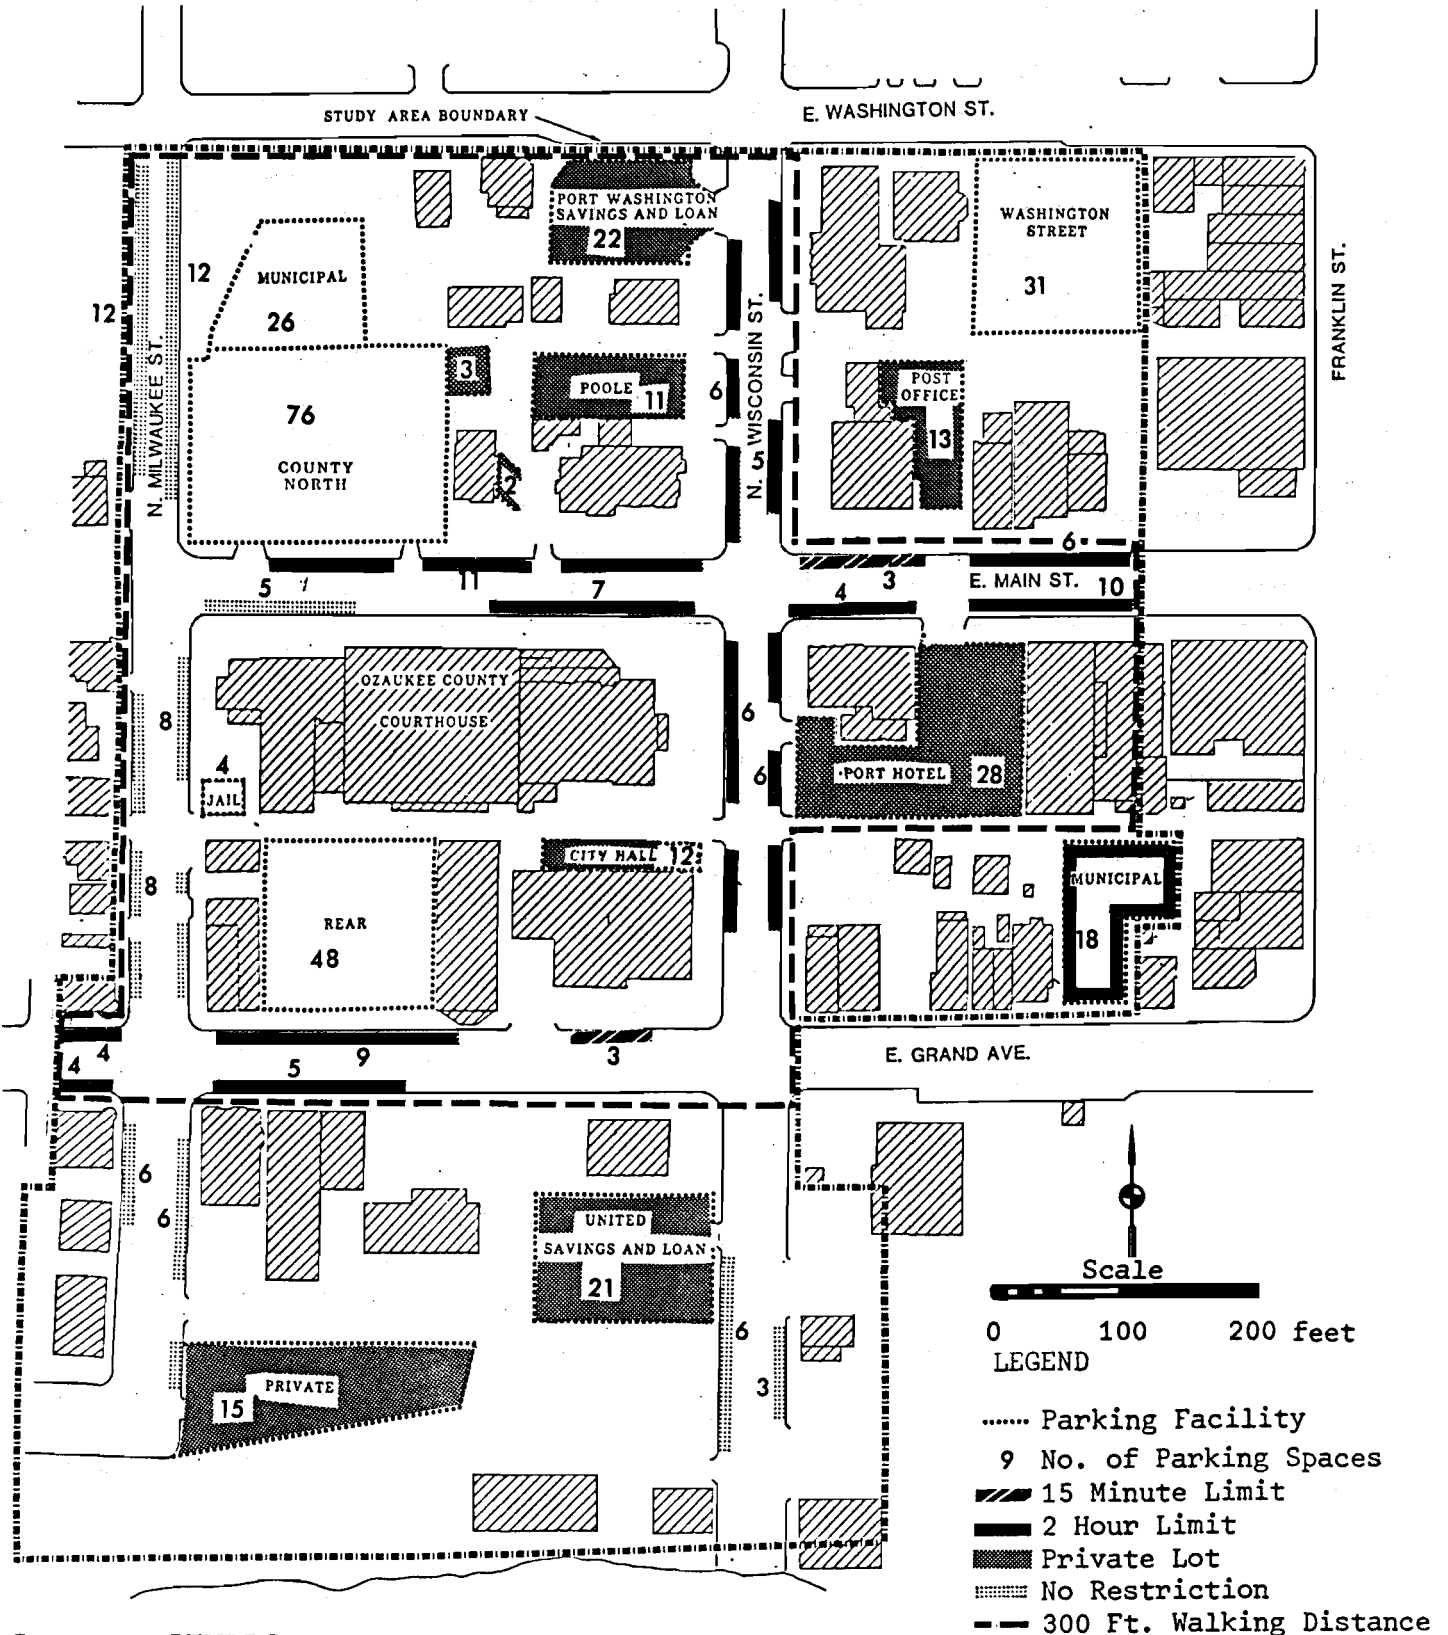 E. WASHINGTON ST.
STUDY AREA BOUNDARY
PORT WASHINGTON
SAVINGS AND LOAN
22
WASHINGTON
STREET
31
12
MUNICIPAL
26
12
N. MILWAUKEE ST.
N. WISCONSIN ST.
FRANKLIN ST.
3
POOLE
11
6
POST
OFFICE
13
76
COUNTY
NORTH
2
5
6
5
11
7
3
E. MAIN ST.
10
4
OZAUKEE COUNTY
COURTHOUSE
8
6
4
JAIL
6
PORT HOTEL
28
CITY HALL
12
MUNICIPAL
18
8
REAR
48
4
9
3
E. GRAND AVE.
4
5
6
6
UNITED
SAVINGS AND LOAN
21
6
3
PRIVATE
15
Scale
0 100 200 feet
LEGEND
Parking Facility
9 No. of Parking Spaces
15 Minute Limit
2 Hour Limit
Private Lot
No Restriction
300 Ft. Walking Distance